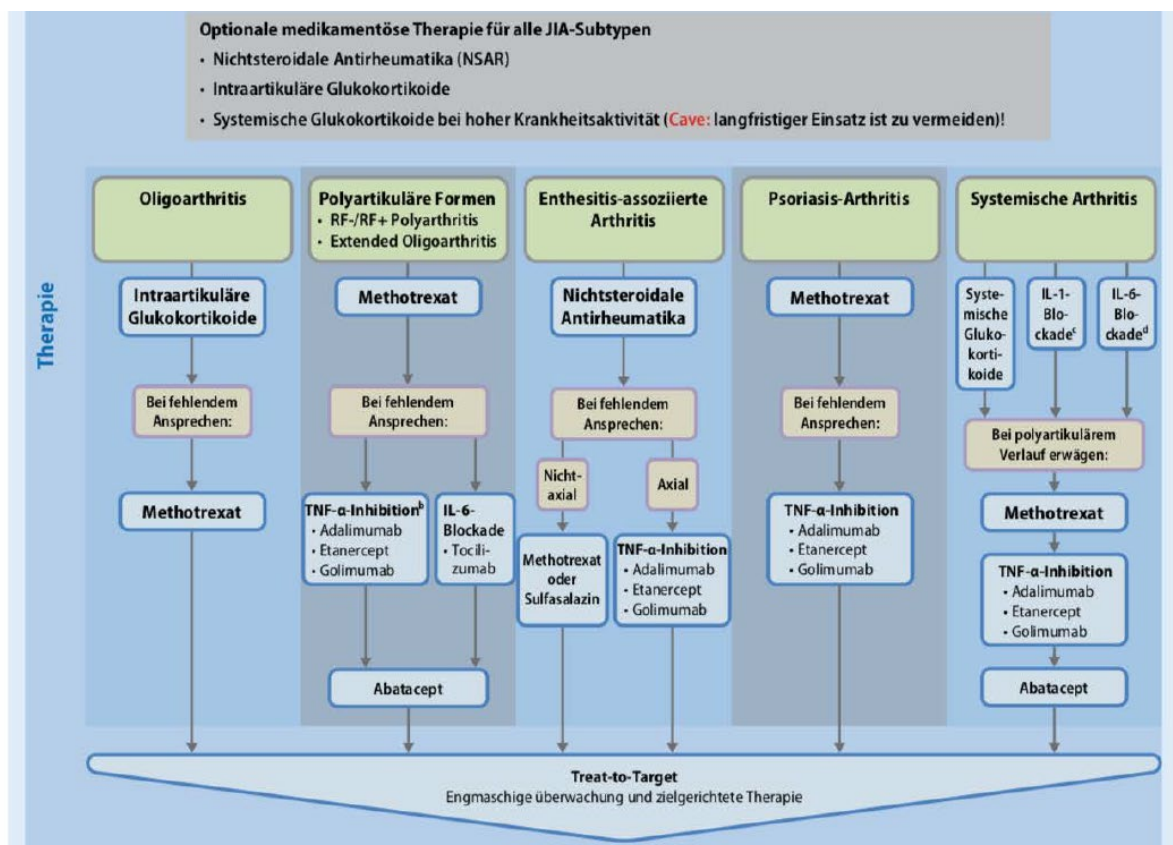 Optionale medikamentöse Therapie für alle JIA-Subtypen
• Nichtsteroidale Antirheumatika (NSAR)
• Intraartikuläre Glukokortikoide
• Systemische Glukokortikoide bei hoher Krankheitsaktivität (Cave: langfristiger Einsatz ist zu vermeiden)!
Therapie
Oligoarthritis
Intraartikuläre
Glukokortikoide
Bei fehlendem
Ansprechen:
Methotrexat
Polyartikuläre Formen
• RF-/RF+ Polyarthritis
• Extended Oligoarthritis
Methotrexat
Bei fehlendem
Ansprechen:
TNF-α-Inhibitionb
• Adalimumab
• Etanercept
• Golimumab
IL-6-
Blockade
• Tocili-
zumab
Abatacept
Enthesitis-assoziierte
Arthritis
Nichtsteroidale
Antirheumatika
Bei fehlendem
Ansprechen:
Nicht-
axial
Axial
Methotrexat
oder
Sulfasalazin
TNF-α-Inhibition
• Adalimumab
• Etanercept
• Golimumab
Psoriasis-Arthritis
Methotrexat
Bei fehlendem
Ansprechen:
TNF-α-Inhibition
• Adalimumab
• Etanercept
• Golimumab
Systemische Arthritis
Syste-
mische
Gluko-
korti-
koide
IL-1-
Blo-
ckadec
IL-6-
Blo-
ckaded
Bei polyartikulärem
Verlauf erwägen:
Methotrexat
TNF-α-Inhibition
• Adalimumab
• Etanercept
• Golimumab
Abatacept
Treat-to-Target
Engmaschige überwachung und zielgerichtete Therapie